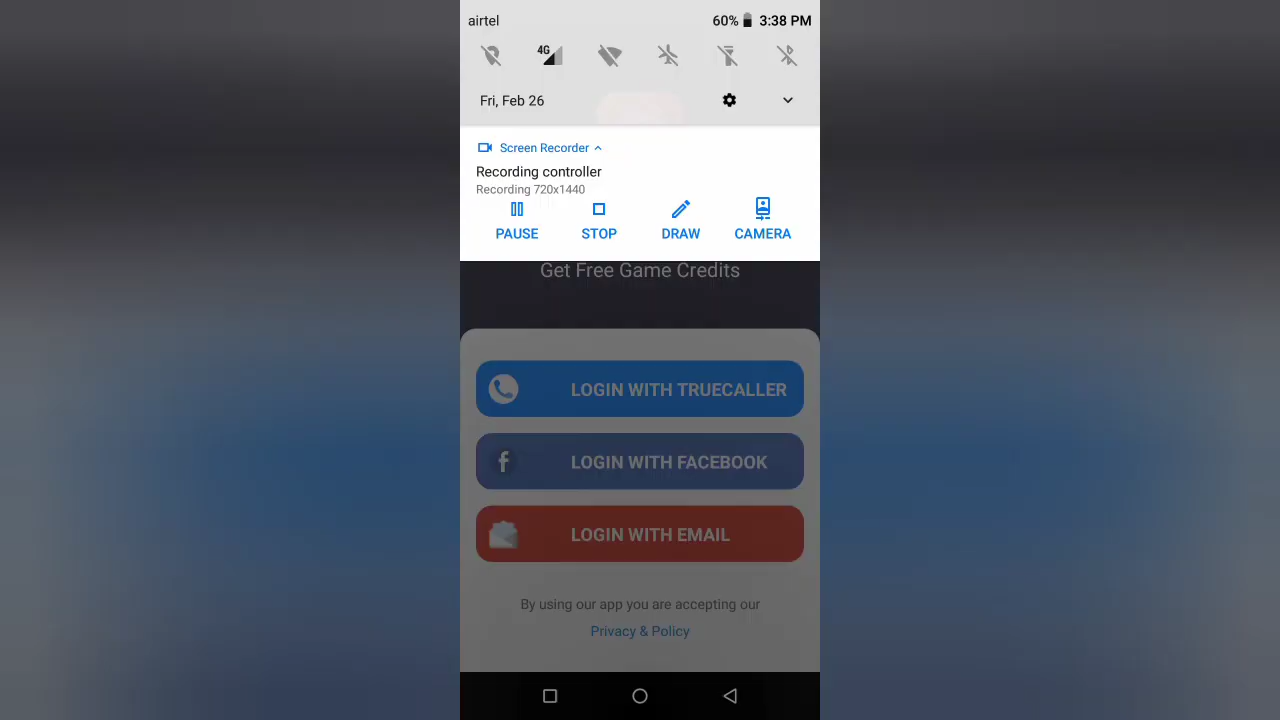 airtel
60% 3:38 PM
4G
Fri, Feb 26
Screen Recorder
Recording controller
Recording 720x1440
PAUSE STOP DRAW CAMERA
Get Free Game Credits
LOGIN WITH TRUECALLER
LOGIN WITH FACEBOOK
LOGIN WITH EMAIL
By using our app you are accepting our
Privacy & Policy